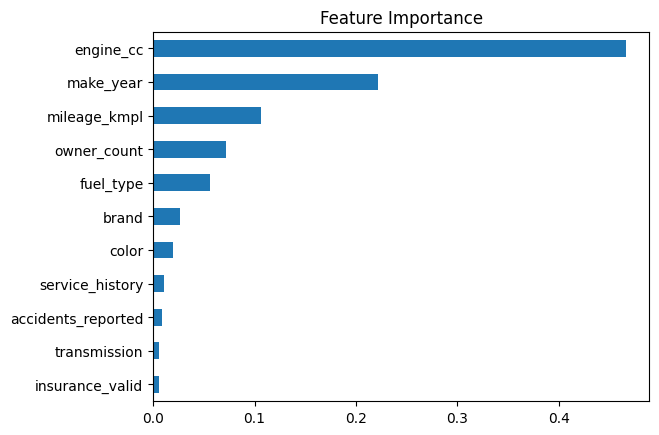 Feature Importance
engine_cc
make_year
mileage_kmpl
owner_count
fuel_type
brand
color
service_history
accidents_reported
transmission
insurance_valid
0.0 0.1 0.2 0.3 0.4